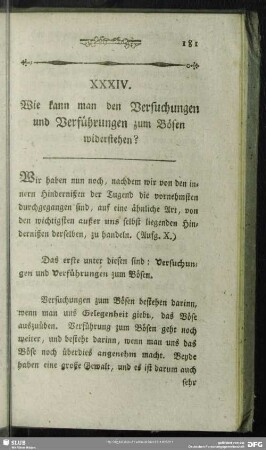 181
XXXIV.
Wie kann man den Versuchungen
und Verführungen zum Bösen
widerstehen?
Wir haben nun noch, nachdem wir von den in-
nern Hindernißen der Tugend die vornehmsten
durchgegangen sind, auf eine ähnliche Art, von
den wichtigsten außer uns selbst liegenden Hin-
dernißen derselben, zu handeln. (Aufg. X.)
Das erste unter diesen sind: Versuchun-
gen und Verführungen zum Bösen.
Versuchungen zum Bösen bestehen darinn,
wenn man uns Gelegenheit giebt, das Böse
auszuüben. Verführung zum Bösen geht noch
weiter, und besteht darinn, wenn man uns das
Böse noch überdies angenehm macht. Beyde
haben eine große Gewalt, und es ist darum auch
sehr
SLUB
DFG